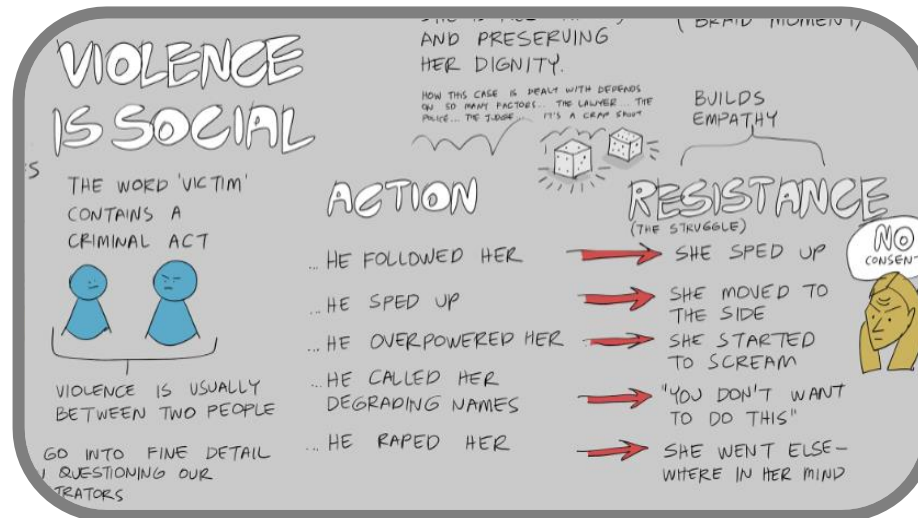 VIOLENCE
IS SOCIAL
THE WORD 'VICTIM'
CONTAINS A
CRIMINAL ACT
VIOLENCE IS USUALLY
BETWEEN TWO PEOPLE
GO INTO FINE DETAIL
QUESTIONING OUR
TRATORS
AND PRESERVING
HER DIGNITY.
HOW THIS CASE IS DEALT WITH DEPENDS
ON SO MANY FACTORS... THE LAWYER... THE
POLICE... THE JUDGE... IT'S A CRAP SHOOT
(BRAID MOMENT)
BUILDS
EMPATHY
ACTION
RESISTANCE
(THE STRUGGLE)
...HE FOLLOWED HER
SHE SPED UP
...HE SPED UP
SHE MOVED TO
THE SIDE
...HE OVERPOWERED HER
SHE STARTED
TO SCREAM
...HE CALLED HER
DEGRADING NAMES
"YOU DON'T WANT
TO DO THIS"
...HE RAPED HER
SHE WENT ELSE-
WHERE IN HER MIND
NO
CONSENT